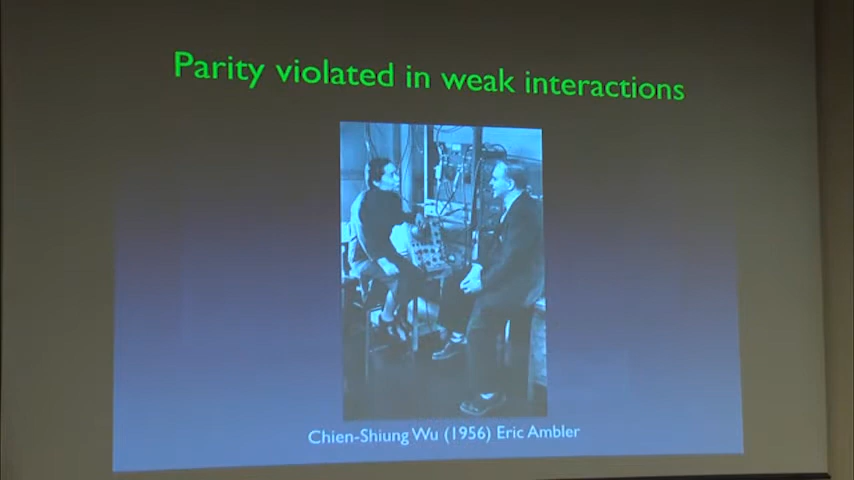 Parity violated in weak interactions
Chien-Shiung Wu (1956) Eric Ambler